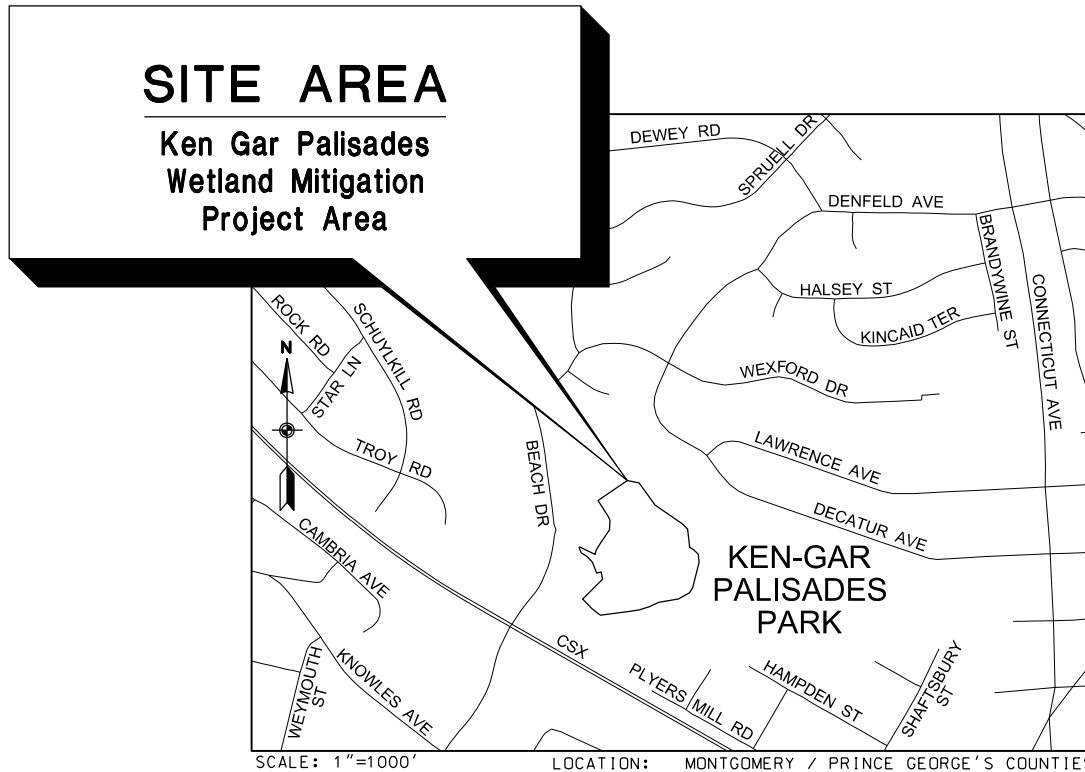 SITE AREA
Ken Gar Palisades
Wetland Mitigation
Project Area
DEWEY RD
SPRUELL DR
DENFELD AVE
BRANDYWINE ST
CONNECTICUT AVE
HALSEY ST
KINCAID TER
WEXFORD DR
ROCK RD
SCHUYLKILL RD
N
STAR LN
TROY RD
BEACH DR
LAWRENCE AVE
DECATUR AVE
CAMBRIA AVE
KEN-GAR
PALISADES
PARK
CSX
KNOWLES AVE
WEYMOUTH
ST
PLYERS MILL RD
HAMPDEN ST
SHAFTSBURY
ST
SCALE: 1"=1000' LOCATION: MONTGOMERY / PRINCE GEORGE'S COUNTIE